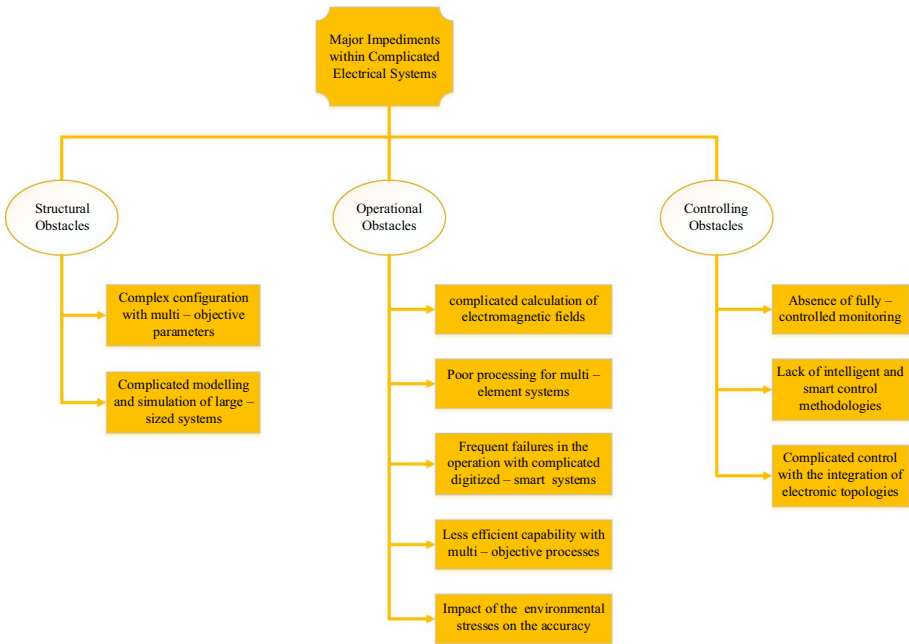 Major Impediments
within Complicated
Electrical Systems
Structural
Obstacles
Complex configuration
with multi – objective
parameters
Complicated modelling
and simulation of large –
sized systems
Operational
Obstacles
complicated calculation of
electromagnetic fields
Poor processing for multi –
element systems
Frequent failures in the
operation with complicated
digitized – smart systems
Less efficient capability with
multi – objective processes
Impact of the environmental
stresses on the accuracy
Controlling
Obstacles
Absence of fully –
controlled monitoring
Lack of intelligent and
smart control
methodologies
Complicated control
with the integration of
electronic topologies